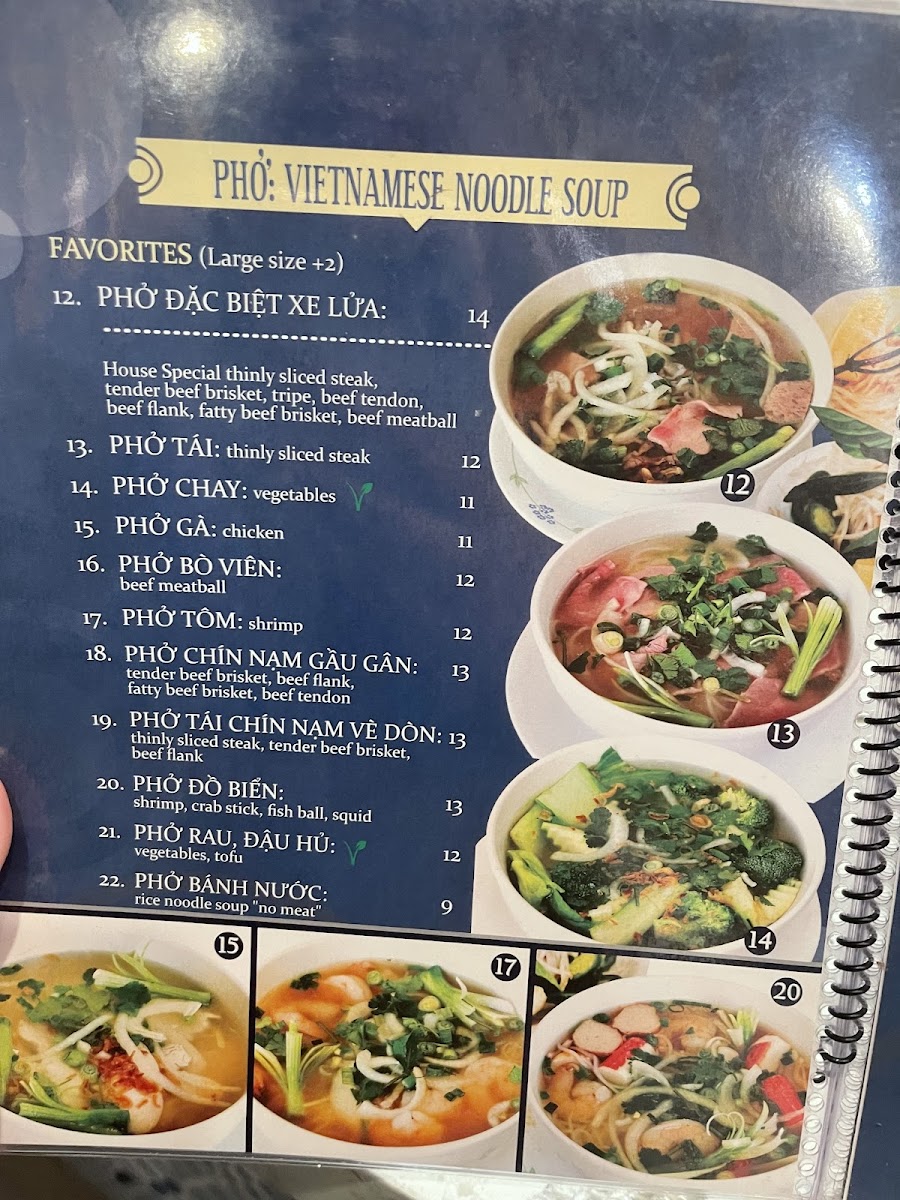 PHỞ: VIETNAMESE NOODLE SOUP
FAVORITES (Large size +2)
12. PHỞ ĐẶC BIỆT XE LỬA: 14
House Special thinly sliced steak,
tender beef brisket, tripe, beef tendon,
beef flank, fatty beef brisket, beef meatball
13. PHỞ TÁI: thinly sliced steak 12
14. PHỞ CHAY: vegetables 11
15. PHỞ GÀ: chicken 11
16. PHỞ BÒ VIÊN: 12
beef meatball
17. PHỞ TÔM: shrimp 12
18. PHỞ CHÍN NẠM GẦU GÂN: 13
tender beef brisket, beef flank,
fatty beef brisket, beef tendon
19. PHỞ TÁI CHÍN NẠM VÈ DÒN: 13
thinly sliced steak, tender beef brisket,
beef flank
20. PHỞ ĐỒ BIỂN: 13
shrimp, crab stick, fish ball, squid
21. PHỞ RAU, ĐẬU HỦ: 12
vegetables, tofu
22. PHỞ BÁNH NƯỚC: 9
rice noodle soup "no meat"
12
13
14
15
17
20